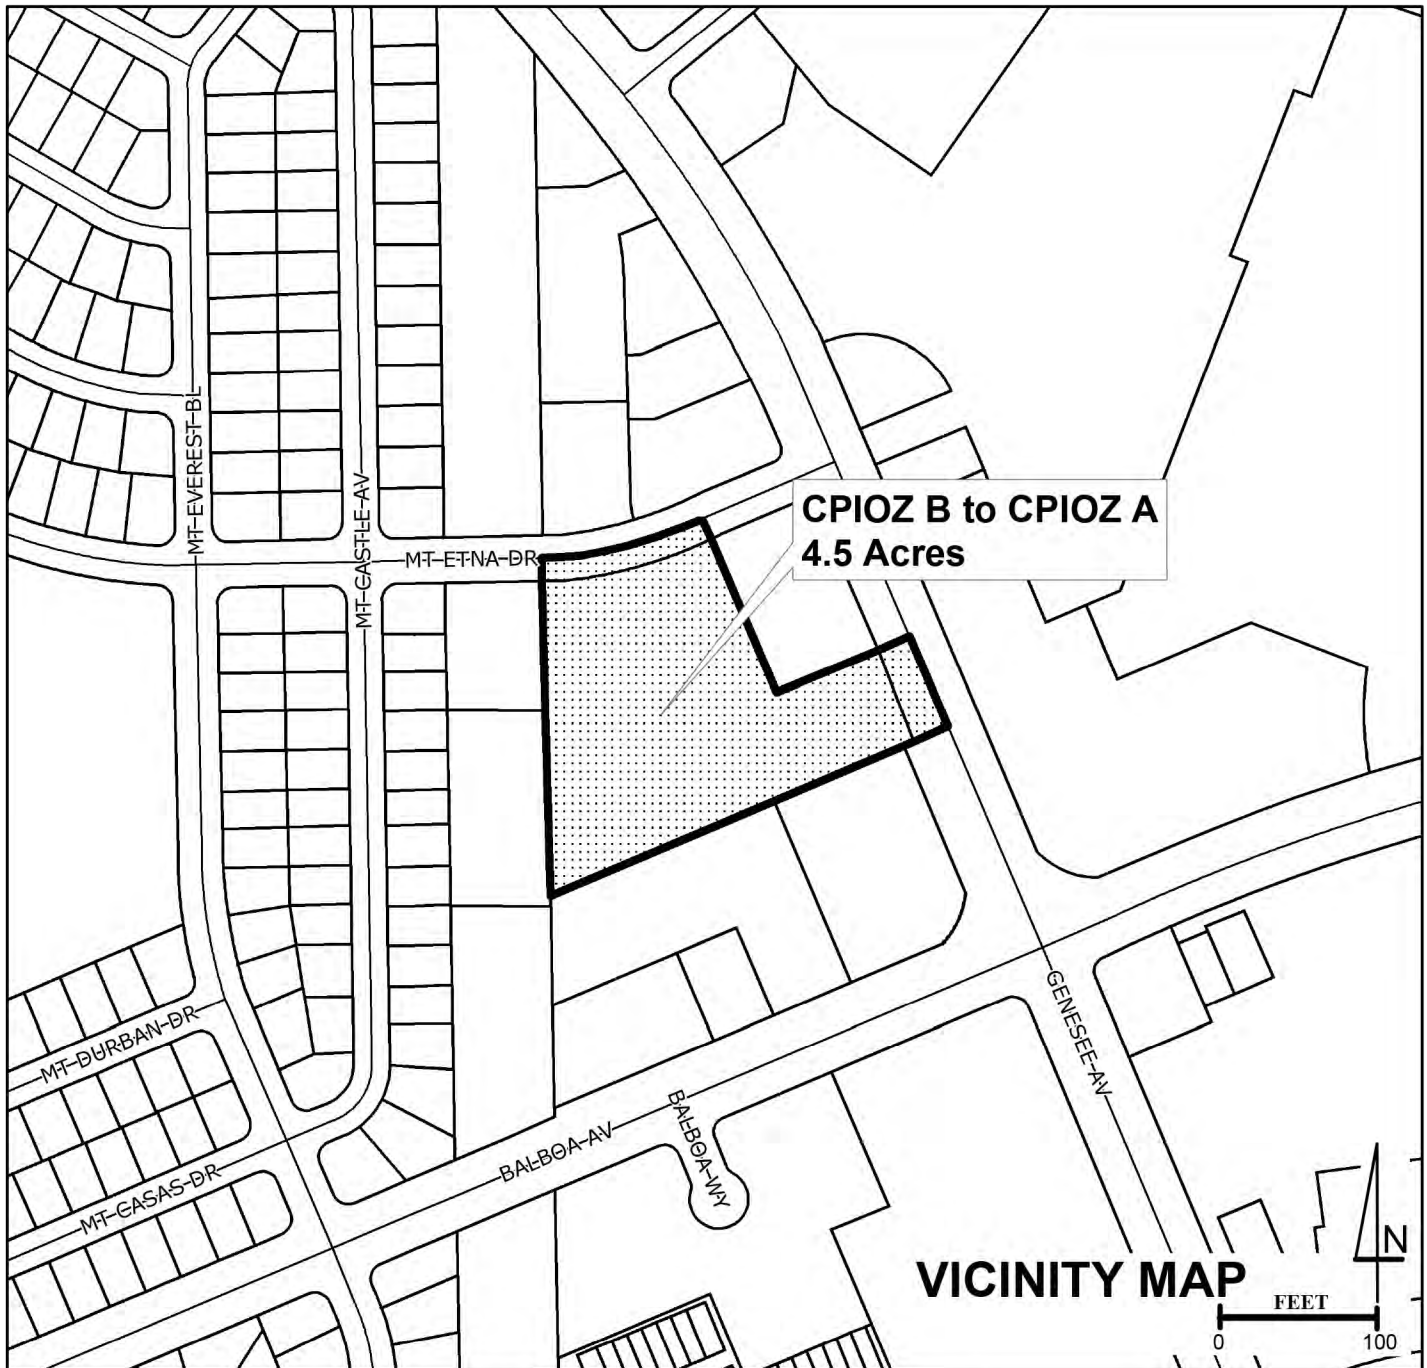 MT EVEREST BL
MT CASTLE AV
MT ETNA DR
CPIOZ B to CPIOZ A
4.5 Acres
GENESEE AV
MT DURBAN DR
MT CASAS DR
BALBOA AV
BALBOA WY
VICINITY MAP
N
FEET
0 100